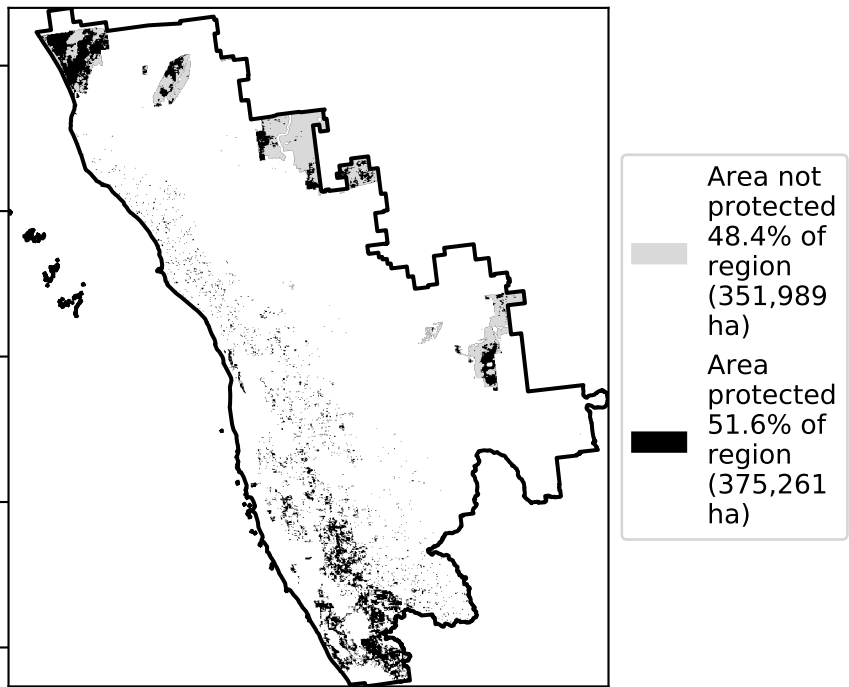 Area not
protected
48.4% of
region
(351,989
ha)
Area
protected
51.6% of
region
(375,261
ha)